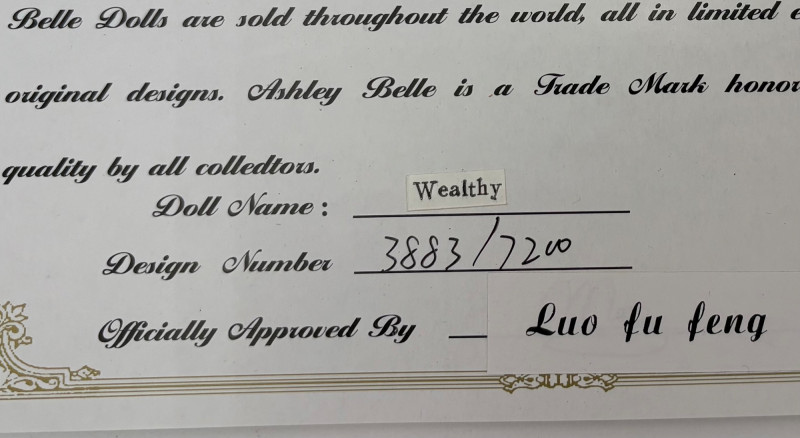 Belle Dolls are sold throughout the world, all in limited
original designs. Ashley Belle is a Trade Mark
quality by all colledtors.
Doll Name : Wealthy
Design Number 3883/7200
Officially Approved By Luo fu feng